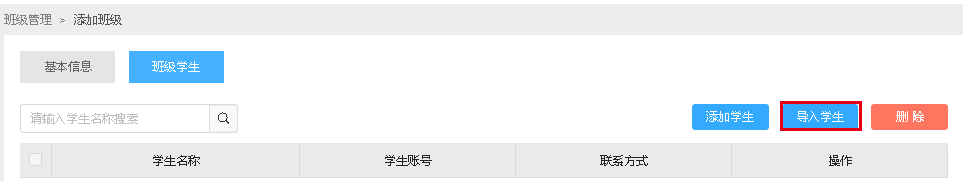 班级管理 > 添加班级
基本信息 班级学生
请输入学生名称搜索 添加学生 导入学生 删 除
学生名称 学生账号 联系方式 操作